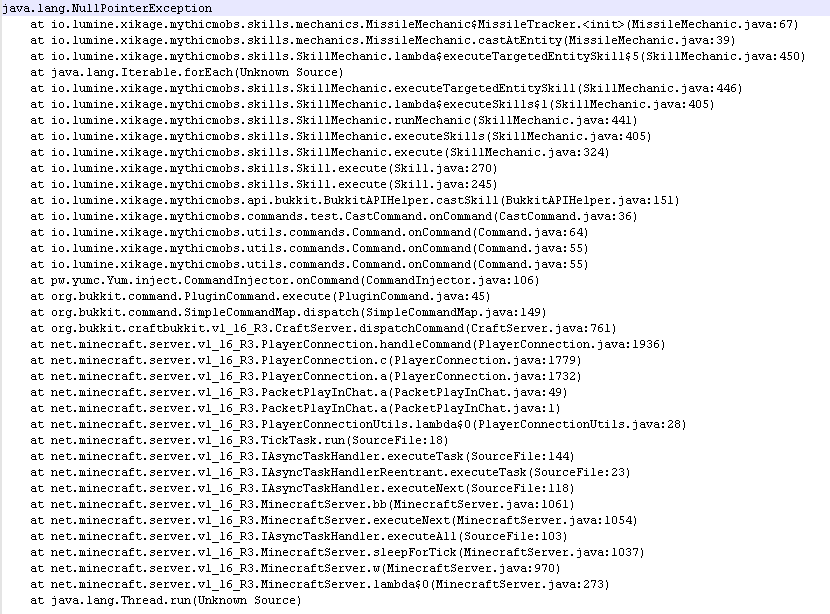 java.lang.NullPointerException
at io.lumine.xikage.mythicmobs.skills.mechanics.MissileMechanic$MissileTracker.<init>(MissileMechanic.java:67)
at io.lumine.xikage.mythicmobs.skills.mechanics.MissileMechanic.castAtEntity(MissileMechanic.java:39)
at io.lumine.xikage.mythicmobs.skills.SkillMechanic.lambda$executeTargetedEntitySkill$5(SkillMechanic.java:450)
at java.lang.Iterable.forEach(Unknown Source)
at io.lumine.xikage.mythicmobs.skills.SkillMechanic.executeTargetedEntitySkill(SkillMechanic.java:446)
at io.lumine.xikage.mythicmobs.skills.SkillMechanic.lambda$executeSkills$1(SkillMechanic.java:405)
at io.lumine.xikage.mythicmobs.skills.SkillMechanic.runMechanic(SkillMechanic.java:441)
at io.lumine.xikage.mythicmobs.skills.SkillMechanic.executeSkills(SkillMechanic.java:405)
at io.lumine.xikage.mythicmobs.skills.SkillMechanic.execute(SkillMechanic.java:324)
at io.lumine.xikage.mythicmobs.skills.Skill.execute(Skill.java:270)
at io.lumine.xikage.mythicmobs.skills.Skill.execute(Skill.java:245)
at io.lumine.xikage.mythicmobs.api.bukkit.BukkitAPIHelper.castSkill(BukkitAPIHelper.java:151)
at io.lumine.xikage.mythicmobs.commands.test.CastCommand.onCommand(CastCommand.java:36)
at io.lumine.xikage.mythicmobs.utils.commands.Command.onCommand(Command.java:64)
at io.lumine.xikage.mythicmobs.utils.commands.Command.onCommand(Command.java:55)
at io.lumine.xikage.mythicmobs.utils.commands.Command.onCommand(Command.java:55)
at pw.yumc.Yum.inject.CommandInjector.onCommand(CommandInjector.java:106)
at org.bukkit.command.PluginCommand.execute(PluginCommand.java:45)
at org.bukkit.command.SimpleCommandMap.dispatch(SimpleCommandMap.java:149)
at org.bukkit.craftbukkit.v1_16_R3.CraftServer.dispatchCommand(CraftServer.java:761)
at net.minecraft.server.v1_16_R3.PlayerConnection.handleCommand(PlayerConnection.java:1936)
at net.minecraft.server.v1_16_R3.PlayerConnection.c(PlayerConnection.java:1779)
at net.minecraft.server.v1_16_R3.PlayerConnection.a(PlayerConnection.java:1732)
at net.minecraft.server.v1_16_R3.PacketPlayInChat.a(PacketPlayInChat.java:49)
at net.minecraft.server.v1_16_R3.PacketPlayInChat.a(PacketPlayInChat.java:1)
at net.minecraft.server.v1_16_R3.PlayerConnectionUtils.lambda$0(PlayerConnectionUtils.java:28)
at net.minecraft.server.v1_16_R3.TickTask.run(SourceFile:18)
at net.minecraft.server.v1_16_R3.IAsyncTaskHandler.executeTask(SourceFile:144)
at net.minecraft.server.v1_16_R3.IAsyncTaskHandlerReentrant.executeTask(SourceFile:23)
at net.minecraft.server.v1_16_R3.IAsyncTaskHandler.executeNext(SourceFile:118)
at net.minecraft.server.v1_16_R3.MinecraftServer.bb(MinecraftServer.java:1061)
at net.minecraft.server.v1_16_R3.MinecraftServer.executeNext(MinecraftServer.java:1054)
at net.minecraft.server.v1_16_R3.IAsyncTaskHandler.executeAll(SourceFile:103)
at net.minecraft.server.v1_16_R3.MinecraftServer.sleepForTick(MinecraftServer.java:1037)
at net.minecraft.server.v1_16_R3.MinecraftServer.w(MinecraftServer.java:970)
at net.minecraft.server.v1_16_R3.MinecraftServer.lambda$0(MinecraftServer.java:273)
at java.lang.Thread.run(Unknown Source)